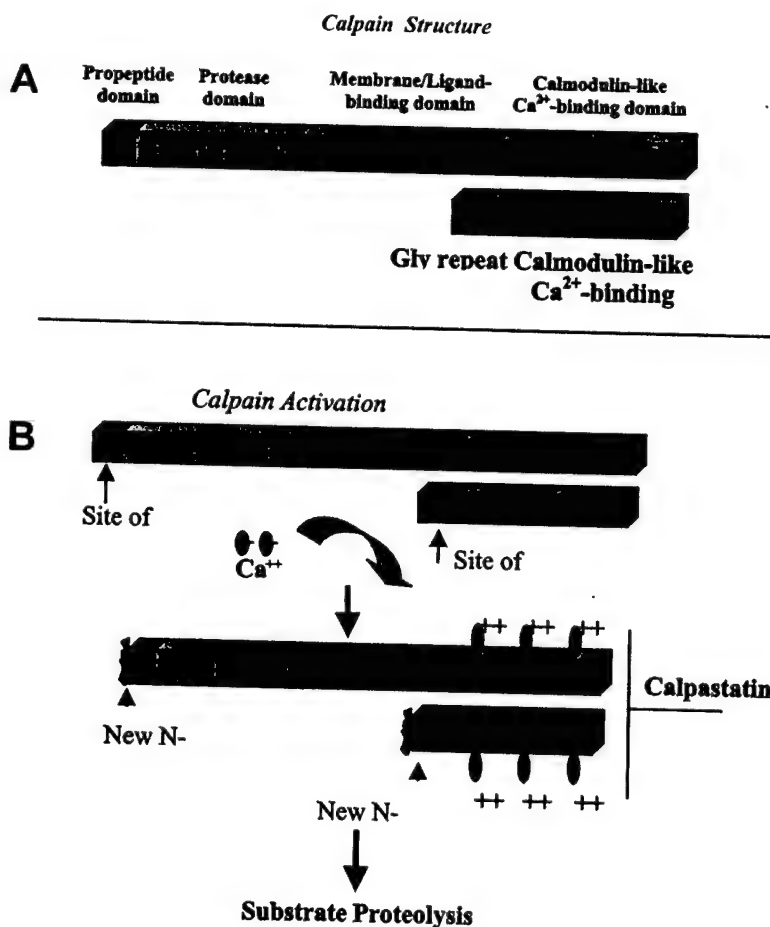 Calpain Structure
A
Propeptide domain
Protease domain
Membrane/Ligand-binding domain
Calmodulin-like Ca²⁺-binding domain
Gly repeat Calmodulin-like
Ca²⁺-binding
Calpain Activation
B
Site of
Ca⁺⁺
Site of
++ ++ ++
Calpastatin
New N-
++ ++ ++
New N-
Substrate Proteolysis